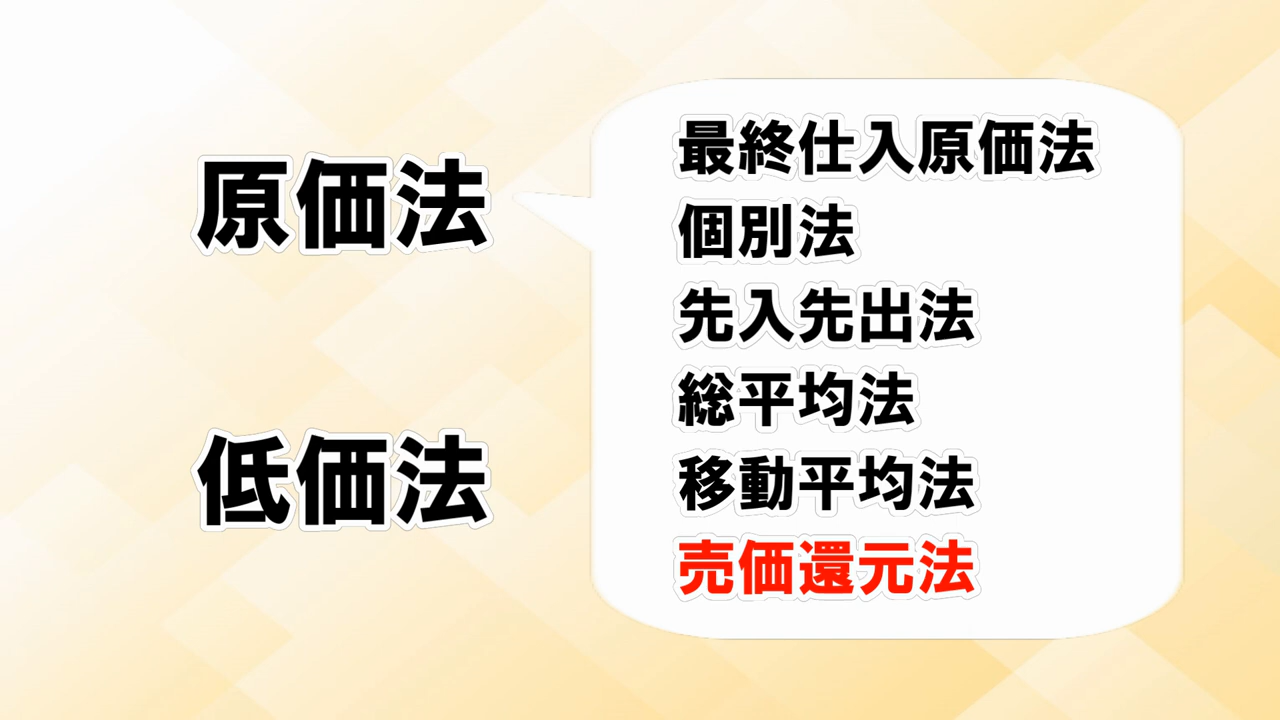 原価法
最終仕入原価法
個別法
先入先出法
総平均法
移動平均法
売価還元法
低価法